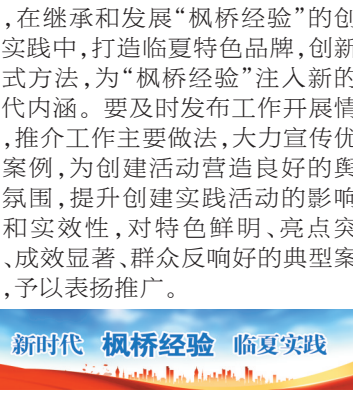 ,在继承和发展“枫桥经验”的创
实践中,打造临夏特色品牌,创新
式方法,为“枫桥经验”注入新的
代内涵。要及时发布工作开展情
,推介工作主要做法,大力宣传优
案例,为创建活动营造良好的舆
氛围,提升创建实践活动的影响
和实效性,对特色鲜明、亮点突
、成效显著、群众反响好的典型案
,予以表扬推广。
新时代 枫桥经验 临夏实践